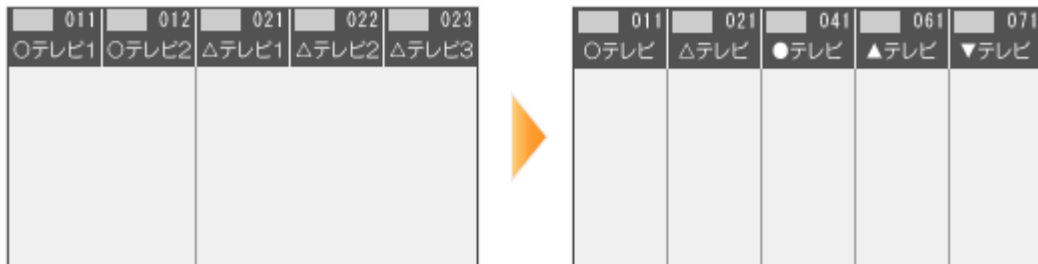 011 012 021 022 023
○テレビ1 ○テレビ2 △テレビ1 △テレビ2 △テレビ3
011 021 041 061 071
○テレビ △テレビ ●テレビ ▲テレビ ▼テレビ